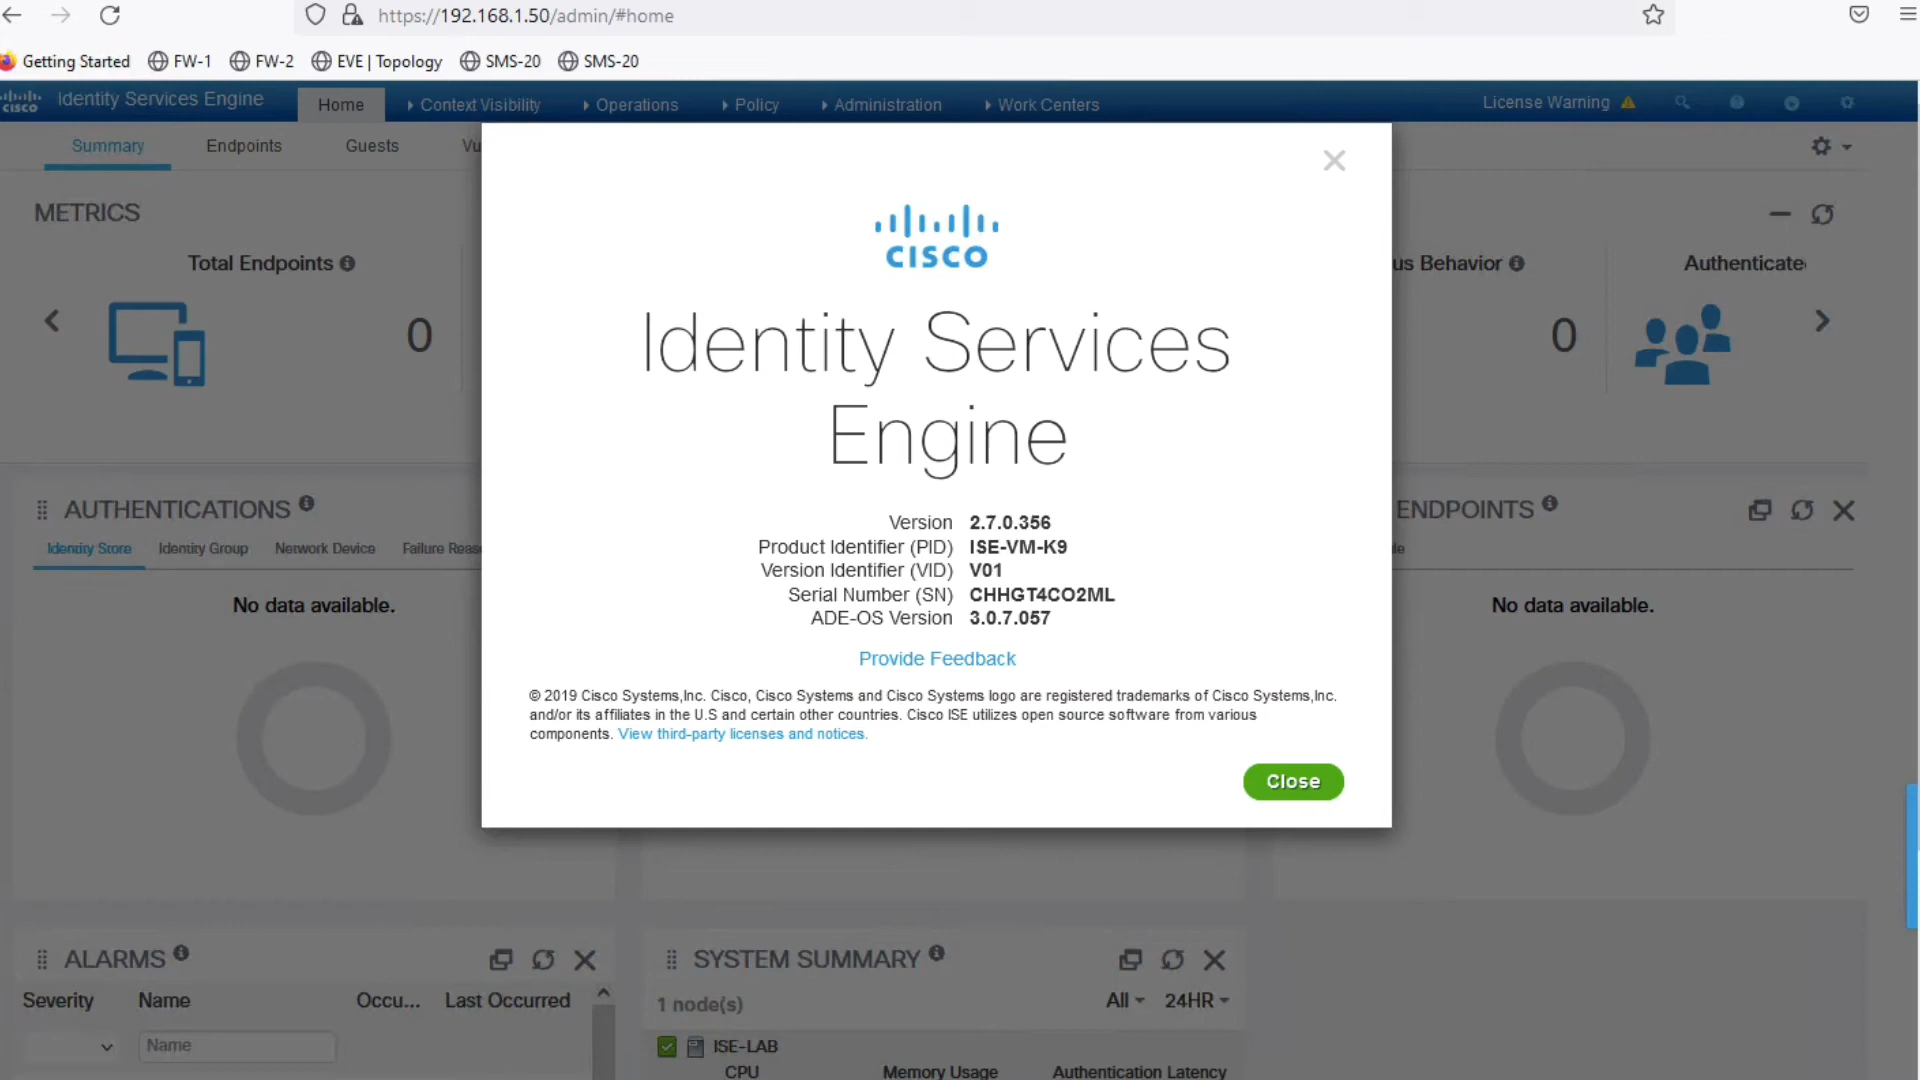 https://192.168.1.50/admin/#home
Getting Started FW-1 FW-2 EVE | Topology SMS-20 SMS-20
CISCO Identity Services Engine Home Context Visibility Operations Policy Administration Work Centers License Warning
Summary Endpoints Guests Vu
METRICS
Total Endpoints us Behavior Authenticate
0 0
CISCO
Identity Services
Engine
Version 2.7.0.356
Product Identifier (PID) ISE-VM-K9
Version Identifier (VID) V01
Serial Number (SN) CHHGT4CO2ML
ADE-OS Version 3.0.7.057
Provide Feedback
© 2019 Cisco Systems,Inc. Cisco, Cisco Systems and Cisco Systems logo are registered trademarks of Cisco Systems,Inc.
and/or its affiliates in the U.S and certain other countries. Cisco ISE utilizes open source software from various
components. View third-party licenses and notices.
Close
AUTHENTICATIONS ENDPOINTS
Identity Store Identity Group Network Device Failure Reas le
No data available. No data available.
ALARMS SYSTEM SUMMARY
Severity Name Occu... Last Occurred 1 node(s) All 24HR
Name ISE-LAB
CPU Memory Usage Authentication Latency